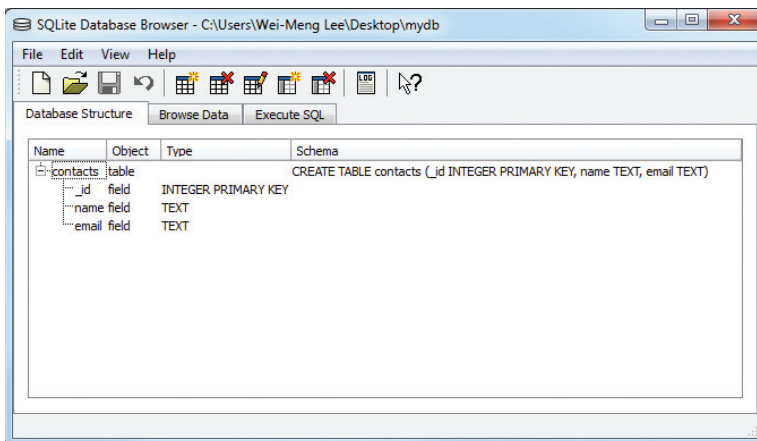 SQLite Database Browser - C:\Users\Wei-Meng Lee\Desktop\mydb
File Edit View Help
LOG ?
Database Structure Browse Data Execute SQL
Name Object Type Schema
contacts table CREATE TABLE contacts (_id INTEGER PRIMARY KEY, name TEXT, email TEXT)
_id field INTEGER PRIMARY KEY
name field TEXT
email field TEXT